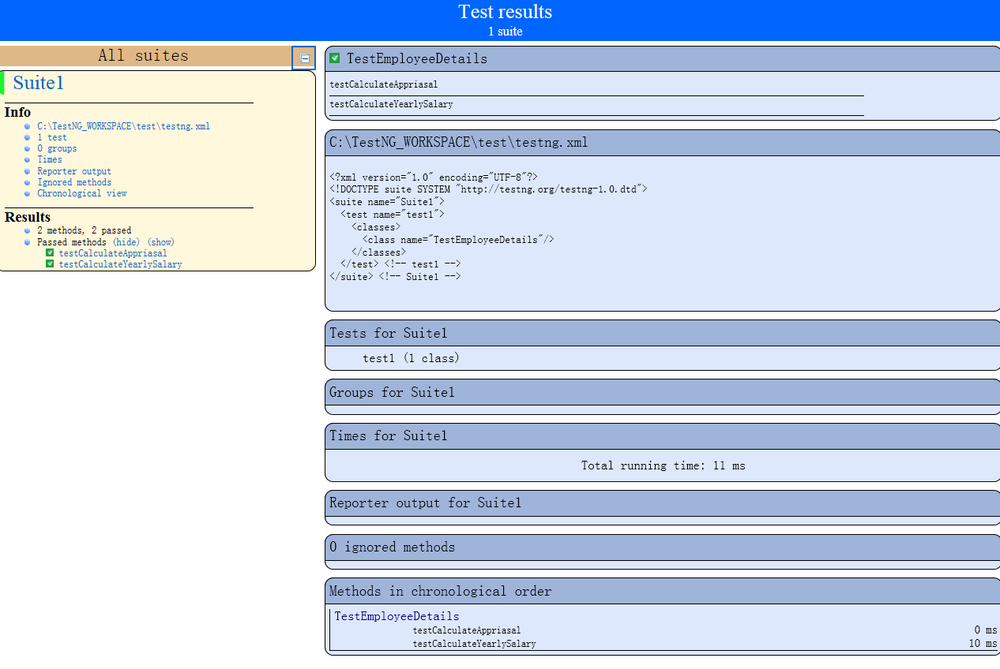 Test results
1 suite
All suites
Suite1
Info
C:\TestNG_WORKSPACE\test\testng.xml
1 test
0 groups
Times
Reporter output
Ignored methods
Chronological view
Results
2 methods, 2 passed
Passed methods (hide) (show)
testCalculateAppriasal
testCalculateYearlySalary
TestEmployeeDetails
testCalculateAppriasal
testCalculateYearlySalary
C:\TestNG_WORKSPACE\test\testng.xml
<?xml version="1.0" encoding="UTF-8"?>
<!DOCTYPE suite SYSTEM "http://testng.org/testng-1.0.dtd">
<suite name="Suite1">
  <test name="test1">
    <classes>
      <class name="TestEmployeeDetails"/>
    </classes>
  </test> <!-- test1 -->
</suite> <!-- Suite1 -->
Tests for Suite1
test1 (1 class)
Groups for Suite1
Times for Suite1
Total running time: 11 ms
Reporter output for Suite1
0 ignored methods
Methods in chronological order
TestEmployeeDetails
testCalculateAppriasal 0 ms
testCalculateYearlySalary 10 ms